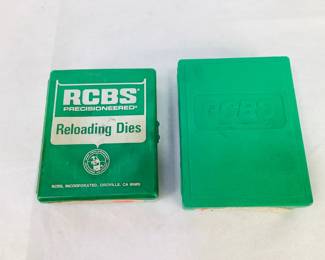 RCBS
PRECISIONEERED®
Reloading Dies
RCBS, INCORPORATED, OROVILLE, CA 95965
RCBS